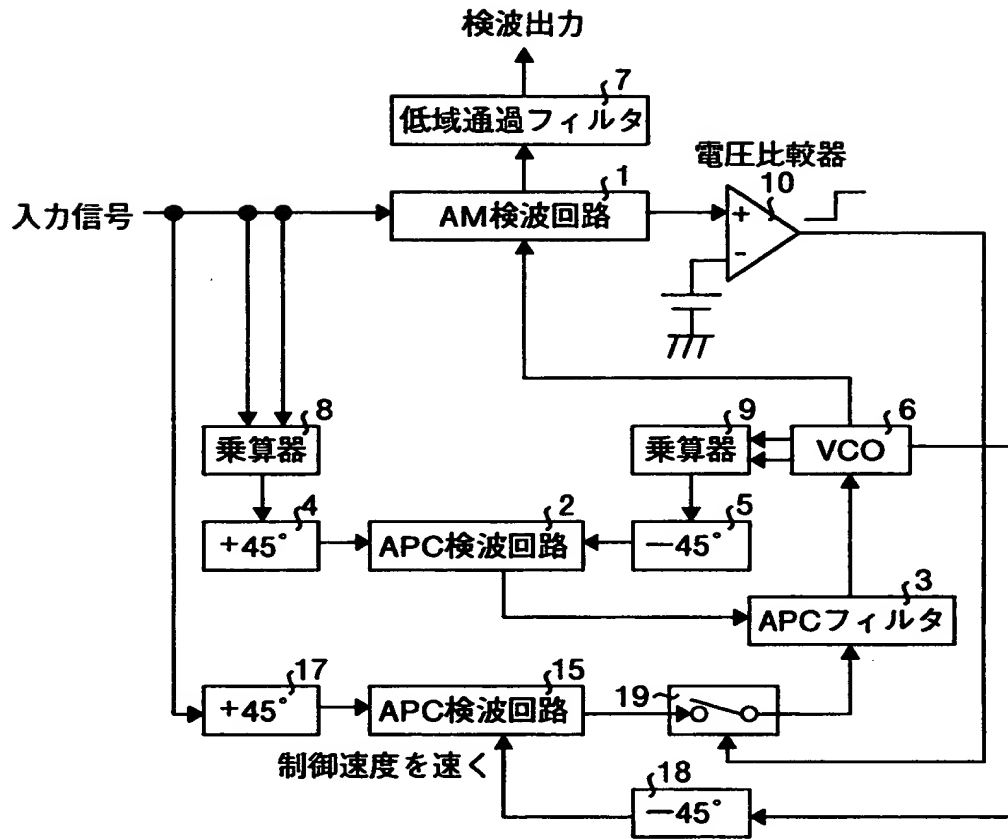 検波出力
7
低域通過フィルタ
電圧比較器
1
10
入力信号
AM検波回路
+
-
8
9
6
乗算器
乗算器
VCO
4
2
5
+45°
APC検波回路
-45°
3
APCフィルタ
17
15
19
+45°
APC検波回路
制御速度を速く
18
-45°